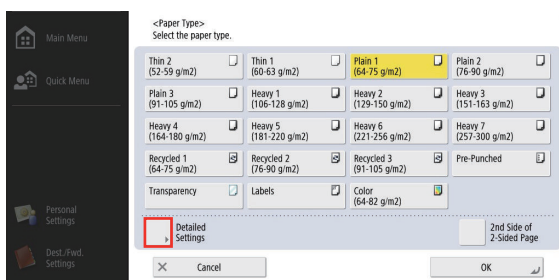 <Paper Type>
Select the paper type.
Main Menu
Quick Menu
Personal
Settings
Dest./Fwd.
Settings
Thin 2
(52-59 g/m2)
Thin 1
(60-63 g/m2)
Plain 1
(64-75 g/m2)
Plain 2
(76-90 g/m2)
Plain 3
(91-105 g/m2)
Heavy 1
(106-128 g/m2)
Heavy 2
(129-150 g/m2)
Heavy 3
(151-163 g/m2)
Heavy 4
(164-180 g/m2)
Heavy 5
(181-220 g/m2)
Heavy 6
(221-256 g/m2)
Heavy 7
(257-300 g/m2)
Recycled 1
(64-75 g/m2)
Recycled 2
(76-90 g/m2)
Recycled 3
(91-105 g/m2)
Pre-Punched
Transparency
Labels
Color
(64-82 g/m2)
Detailed
Settings
2nd Side of
2-Sided Page
Cancel
OK